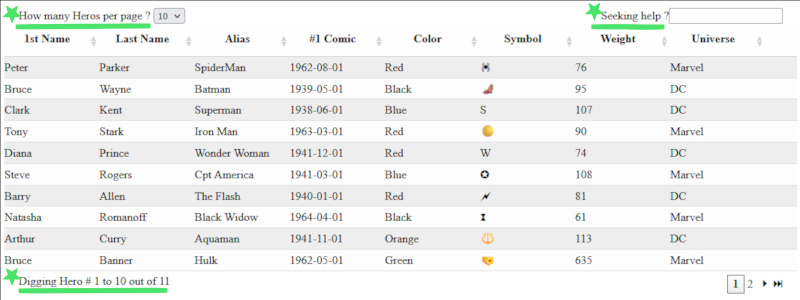 How many Heros per page ? 10 Seeking help ?
1st Name Last Name Alias #1 Comic Color Symbol Weight Universe
Peter Parker SpiderMan 1962-08-01 Red 76 Marvel
Bruce Wayne Batman 1939-05-01 Black 95 DC
Clark Kent Superman 1938-06-01 Blue S 107 DC
Tony Stark Iron Man 1963-03-01 Red 90 Marvel
Diana Prince Wonder Woman 1941-12-01 Red W 74 DC
Steve Rogers Cpt America 1941-03-01 Blue ✪ 108 Marvel
Barry Allen The Flash 1940-01-01 Red 81 DC
Natasha Romanoff Black Widow 1964-04-01 Black 61 Marvel
Arthur Curry Aquaman 1941-11-01 Orange 113 DC
Bruce Banner Hulk 1962-05-01 Green 635 Marvel
Digging Hero # 1 to 10 out of 11 1 2